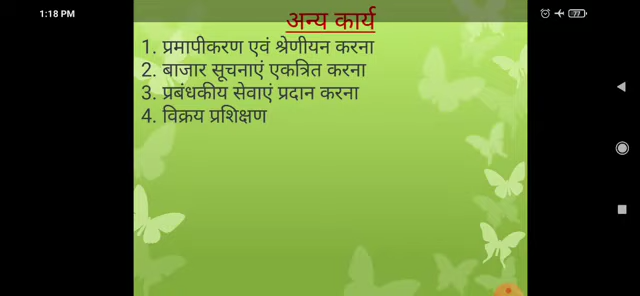 1:18 PM
77
अन्य कार्य
1. प्रमापीकरण एवं श्रेणीयन करना
2. बाजार सूचनाएं एकत्रित करना
3. प्रबंधकीय सेवाएं प्रदान करना
4. विक्रय प्रशिक्षण